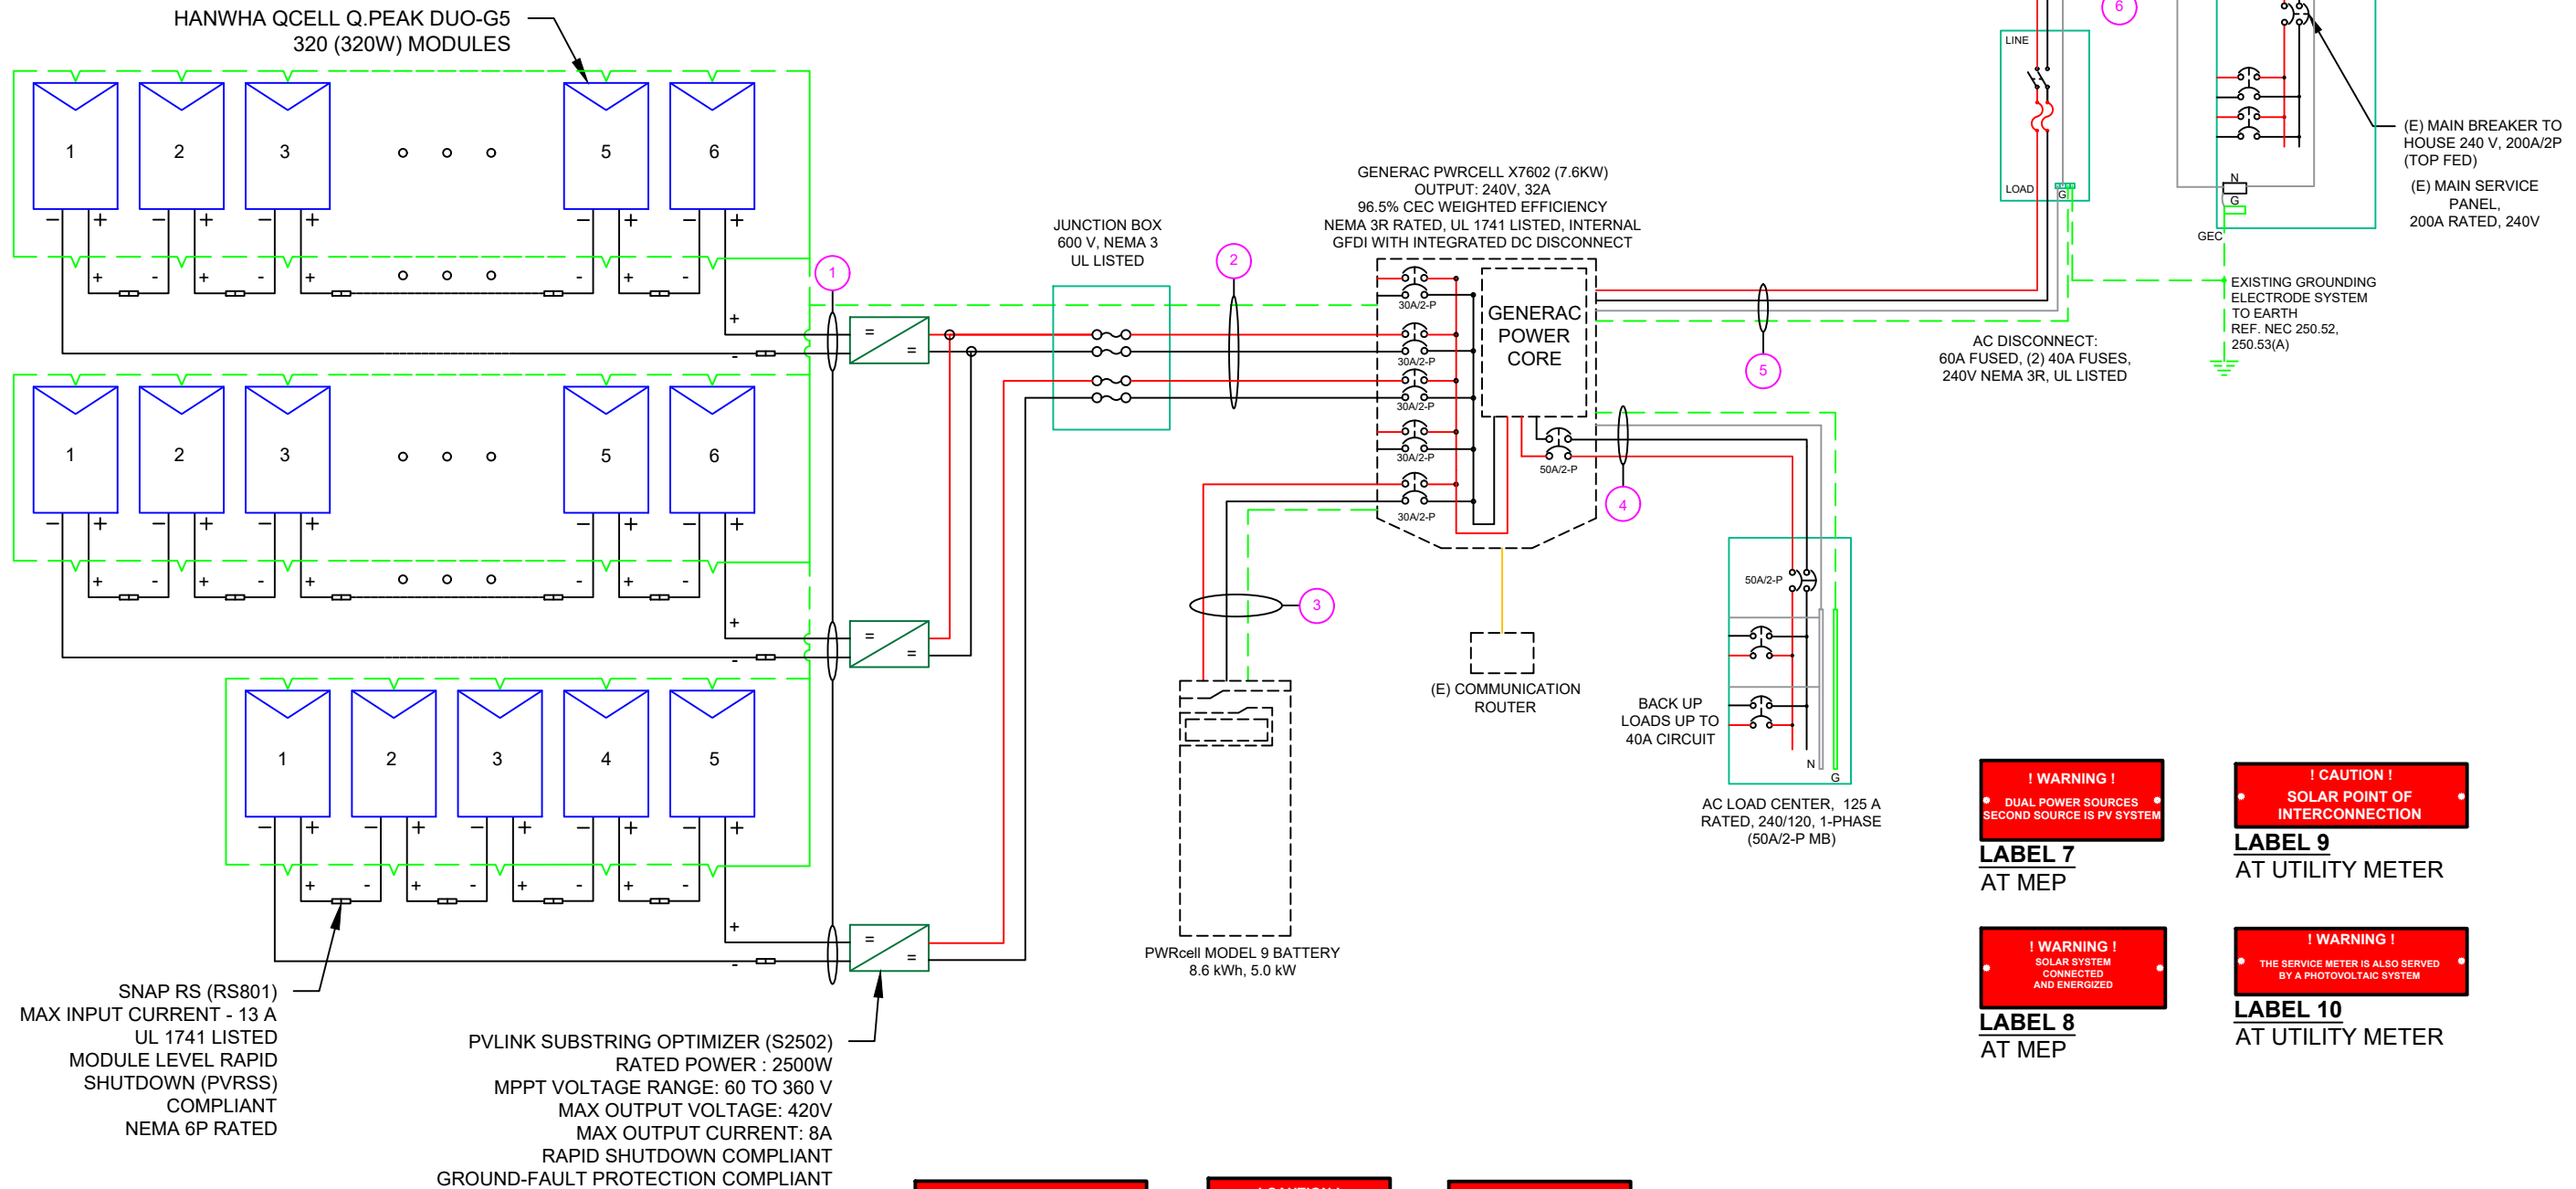 HANWHA QCELL Q.PEAK DUO-G5
320 (320W) MODULES
1 2 3 5 6
− + − + − + − + − +
+ - + - + - + -
+
-
1 2 3 5 6
− + − + − + − + − +
+ - + - + - + -
+
-
1 2 3 4 5
− + − + − + − + − +
+ - + - + - + -
+
-
SNAP RS (RS801)
MAX INPUT CURRENT - 13 A
UL 1741 LISTED
MODULE LEVEL RAPID
SHUTDOWN (PVRSS)
COMPLIANT
NEMA 6P RATED
PVLINK SUBSTRING OPTIMIZER (S2502)
RATED POWER : 2500W
MPPT VOLTAGE RANGE: 60 TO 360 V
MAX OUTPUT VOLTAGE: 420V
MAX OUTPUT CURRENT: 8A
RAPID SHUTDOWN COMPLIANT
GROUND-FAULT PROTECTION COMPLIANT
1
= =
= =
= =
JUNCTION BOX
600 V, NEMA 3
UL LISTED
2
GENERAC PWRCELL X7602 (7.6KW)
OUTPUT: 240V, 32A
96.5% CEC WEIGHTED EFFICIENCY
NEMA 3R RATED, UL 1741 LISTED, INTERNAL
GFDI WITH INTEGRATED DC DISCONNECT
30A/2-P
30A/2-P
30A/2-P
30A/2-P
30A/2-P
GENERAC
POWER
CORE
50A/2-P
3
PWRcell MODEL 9 BATTERY
8.6 kWh, 5.0 kW
(E) COMMUNICATION
ROUTER
4
5
50A/2-P
BACK UP
LOADS UP TO
40A CIRCUIT
N
G
AC LOAD CENTER, 125 A
RATED, 240/120, 1-PHASE
(50A/2-P MB)
6
LINE
LOAD
G
AC DISCONNECT:
60A FUSED, (2) 40A FUSES,
240V NEMA 3R, UL LISTED
N
G
GEC
(E) MAIN BREAKER TO
HOUSE 240 V, 200A/2P
(TOP FED)
(E) MAIN SERVICE
PANEL,
200A RATED, 240V
EXISTING GROUNDING
ELECTRODE SYSTEM
TO EARTH
REF. NEC 250.52,
250.53(A)
! WARNING !
DUAL POWER SOURCES
SECOND SOURCE IS PV SYSTEM
LABEL 7
AT MEP
! CAUTION !
SOLAR POINT OF
INTERCONNECTION
LABEL 9
AT UTILITY METER
! WARNING !
SOLAR SYSTEM
CONNECTED
AND ENERGIZED
LABEL 8
AT MEP
! WARNING !
THE SERVICE METER IS ALSO SERVED
BY A PHOTOVOLTAIC SYSTEM
LABEL 10
AT UTILITY METER